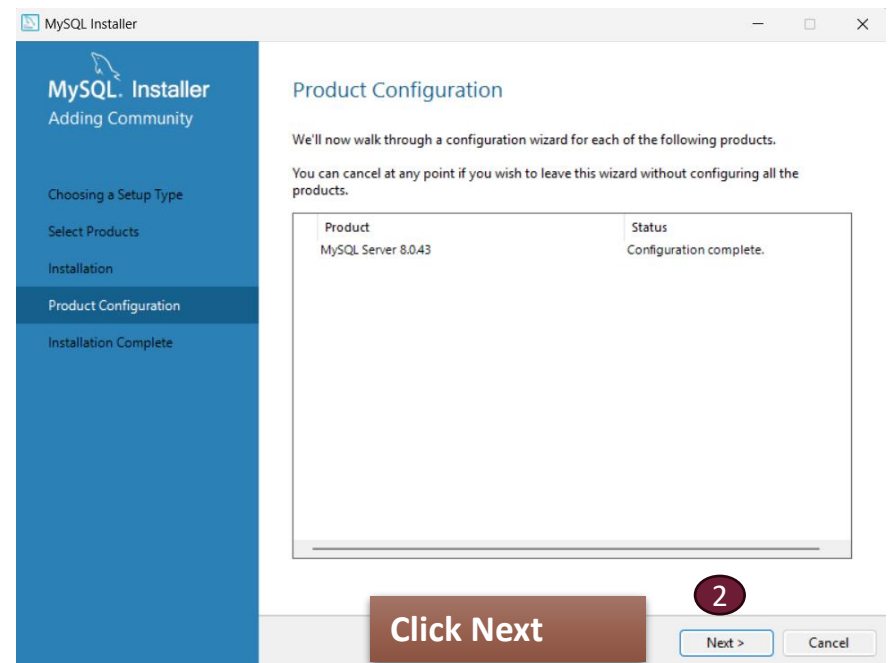 MySQL Installer
MySQL. Installer
Adding Community
Choosing a Setup Type
Select Products
Installation
Product Configuration
Installation Complete
Product Configuration
We'll now walk through a configuration wizard for each of the following products.
You can cancel at any point if you wish to leave this wizard without configuring all the
products.
Product Status
MySQL Server 8.0.43 Configuration complete.
2
Click Next
Next > Cancel